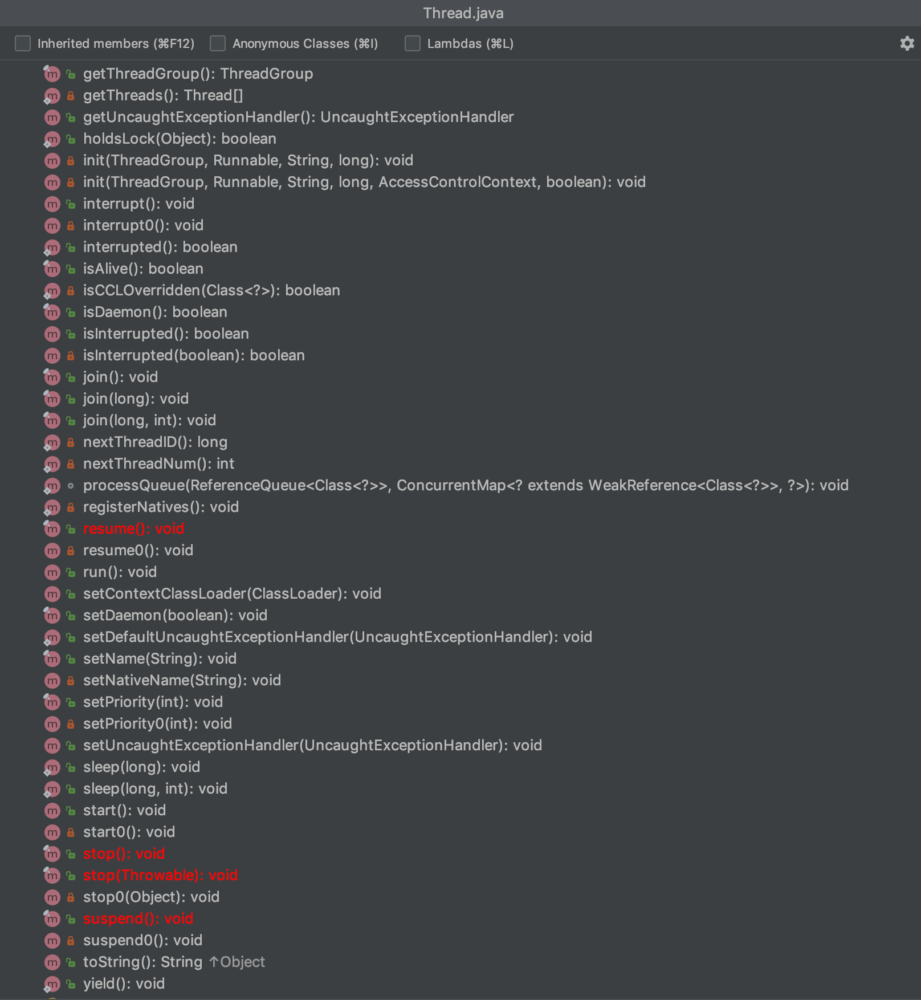 Thread.java
Inherited members (⌘F12) Anonymous Classes (⌘I) Lambdas (⌘L)
m getThreadGroup(): ThreadGroup
m getThreads(): Thread[]
m getUncaughtExceptionHandler(): UncaughtExceptionHandler
m holdsLock(Object): boolean
m init(ThreadGroup, Runnable, String, long): void
m init(ThreadGroup, Runnable, String, long, AccessControlContext, boolean): void
m interrupt(): void
m interrupt0(): void
m interrupted(): boolean
m isAlive(): boolean
m isCCLOverridden(Class<?>): boolean
m isDaemon(): boolean
m isInterrupted(): boolean
m isInterrupted(boolean): boolean
m join(): void
m join(long): void
m join(long, int): void
m nextThreadID(): long
m nextThreadNum(): int
m processQueue(ReferenceQueue<Class<?>>, ConcurrentMap<? extends WeakReference<Class<?>>, ?>): void
m registerNatives(): void
m resume(): void
m resume0(): void
m run(): void
m setContextClassLoader(ClassLoader): void
m setDaemon(boolean): void
m setDefaultUncaughtExceptionHandler(UncaughtExceptionHandler): void
m setName(String): void
m setNativeName(String): void
m setPriority(int): void
m setPriority0(int): void
m setUncaughtExceptionHandler(UncaughtExceptionHandler): void
m sleep(long): void
m sleep(long, int): void
m start(): void
m start0(): void
m stop(): void
m stop(Throwable): void
m stop0(Object): void
m suspend(): void
m suspend0(): void
m toString(): String ↑Object
m yield(): void